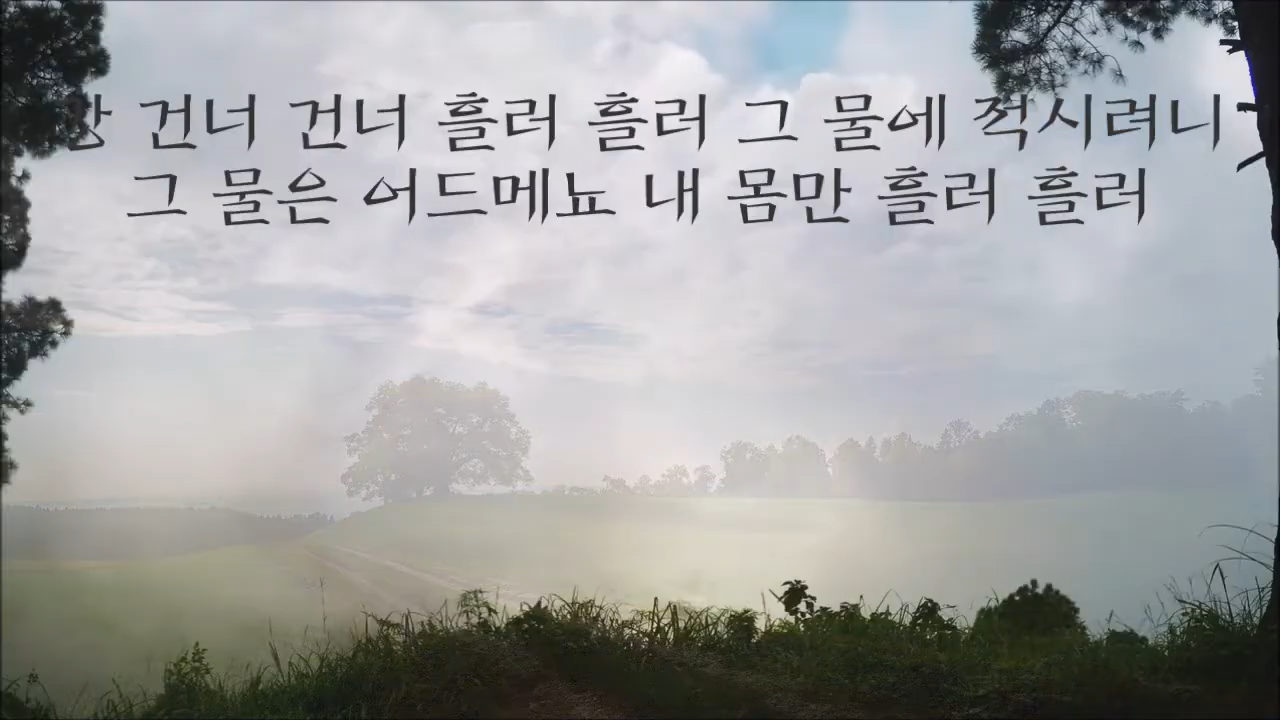 건너 건너 흘러 흘러 그 물에 적시려니
그 물은 어드메뇨 내 몸만 흘러 흘러